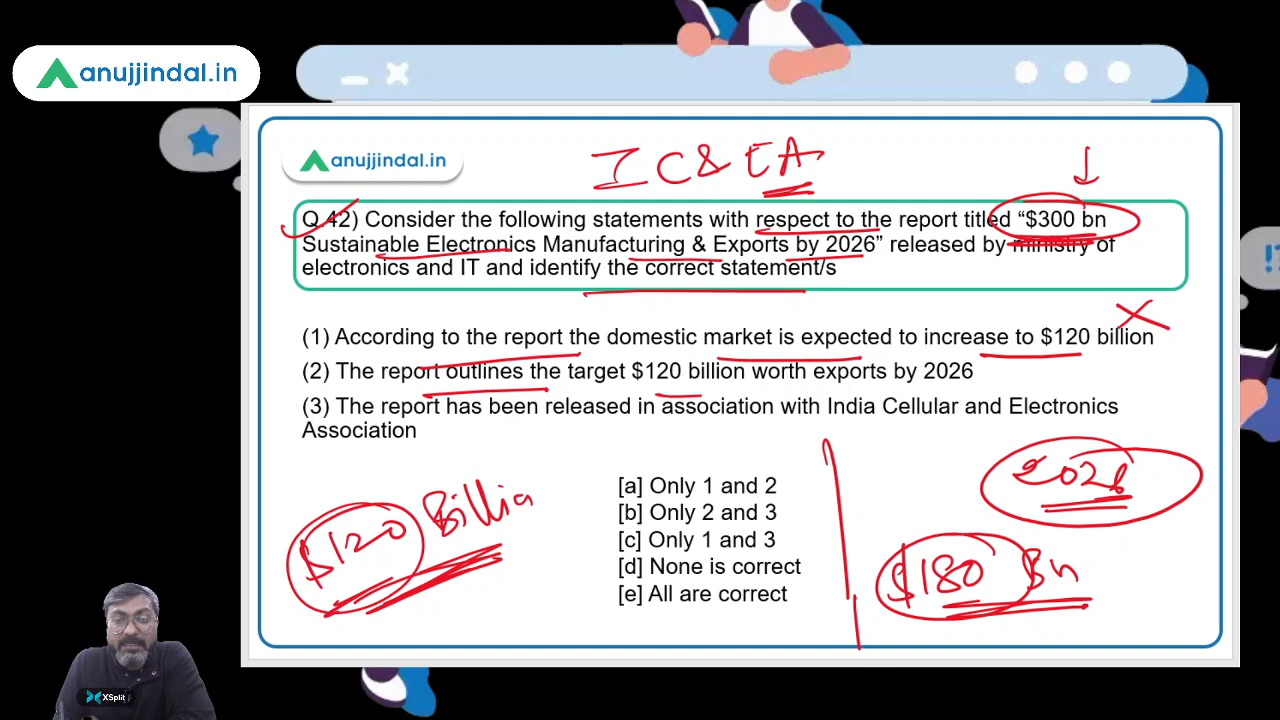 anujjindal.in
anujjindal.in
IC&EA
Q.42) Consider the following statements with respect to the report titled “$300 bn
Sustainable Electronics Manufacturing & Exports by 2026” released by ministry of
electronics and IT and identify the correct statement/s
(1) According to the report the domestic market is expected to increase to $120 billion
(2) The report outlines the target $120 billion worth exports by 2026
(3) The report has been released in association with India Cellular and Electronics
Association
[a] Only 1 and 2
[b] Only 2 and 3
[c] Only 1 and 3
[d] None is correct
[e] All are correct
$120
2026
$180 Bn
XSplit